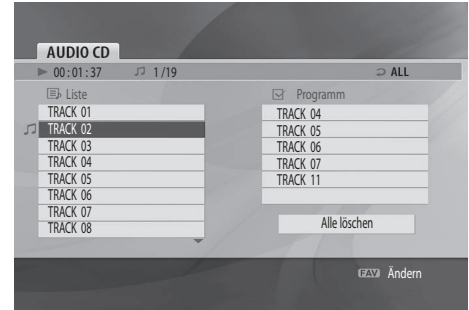 AUDIO CD
00:01:37 1/19 ALL
Liste
TRACK 01
TRACK 02
TRACK 03
TRACK 04
TRACK 05
TRACK 06
TRACK 07
TRACK 08
Programm
TRACK 04
TRACK 05
TRACK 06
TRACK 07
TRACK 11
Alle löschen
FAV Ändern